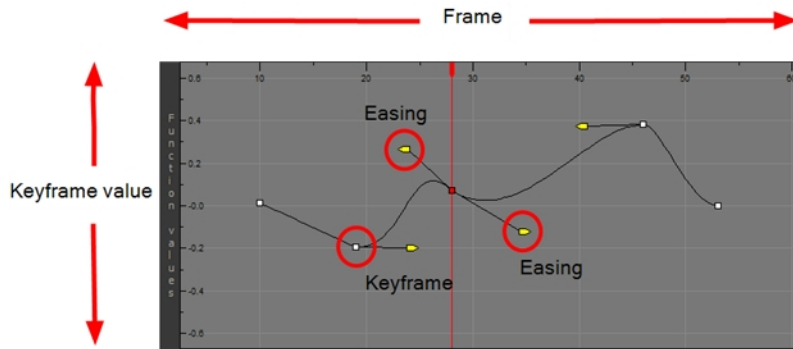 Frame
10 20 30 40 50 60
0.6
Easing
0.4
0.2
Keyframe value
Function values
-0.0
-0.2
Easing
Keyframe
-0.4
-0.6